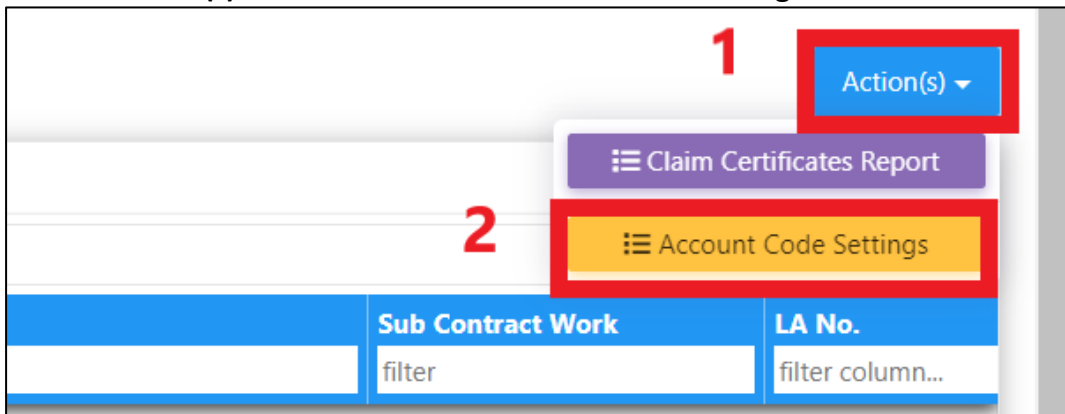 1
Action(s)
Claim Certificates Report
2
Account Code Settings
Sub Contract Work
LA No.
filter
filter column...